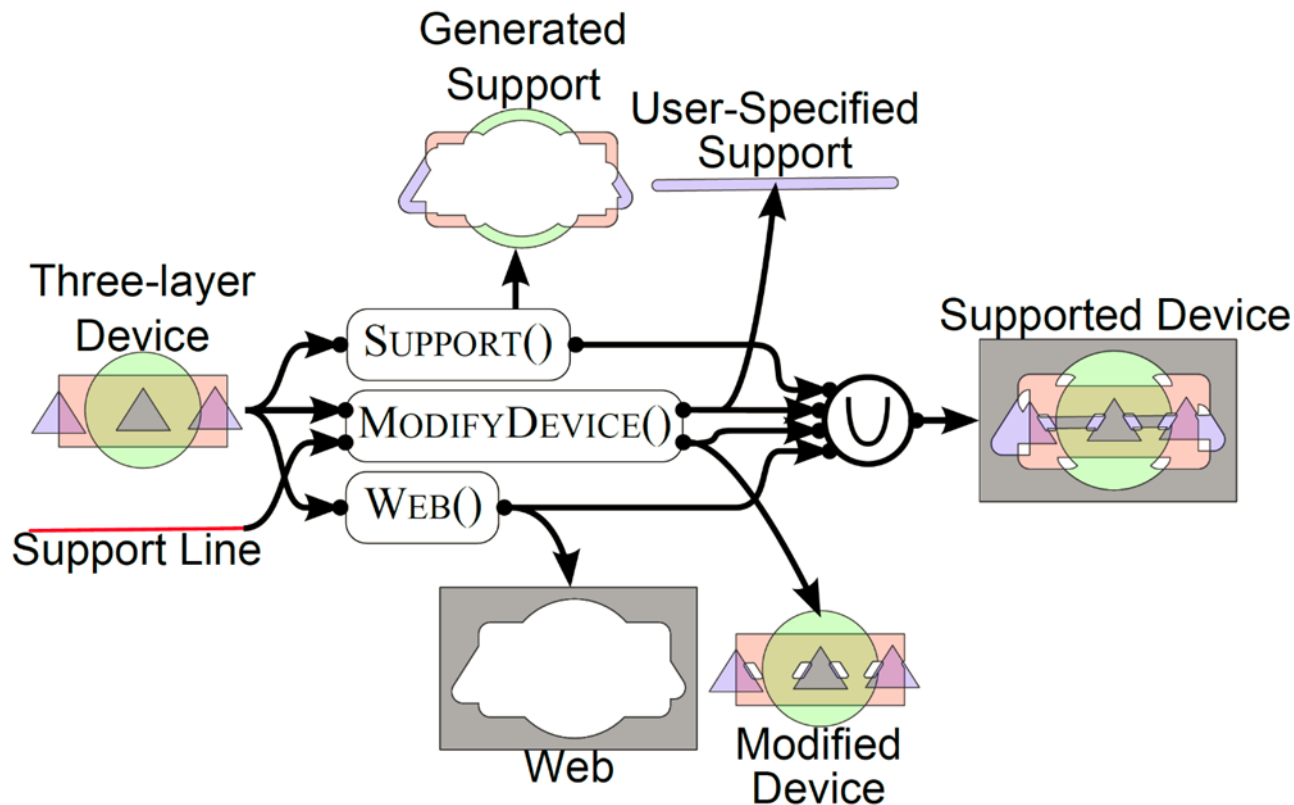 Generated
Support
User-Specified
Support
Three-layer
Device
SUPPORT()
Supported Device
MODIFYDEVICE()
∪
WEB()
Support Line
Web
Modified
Device